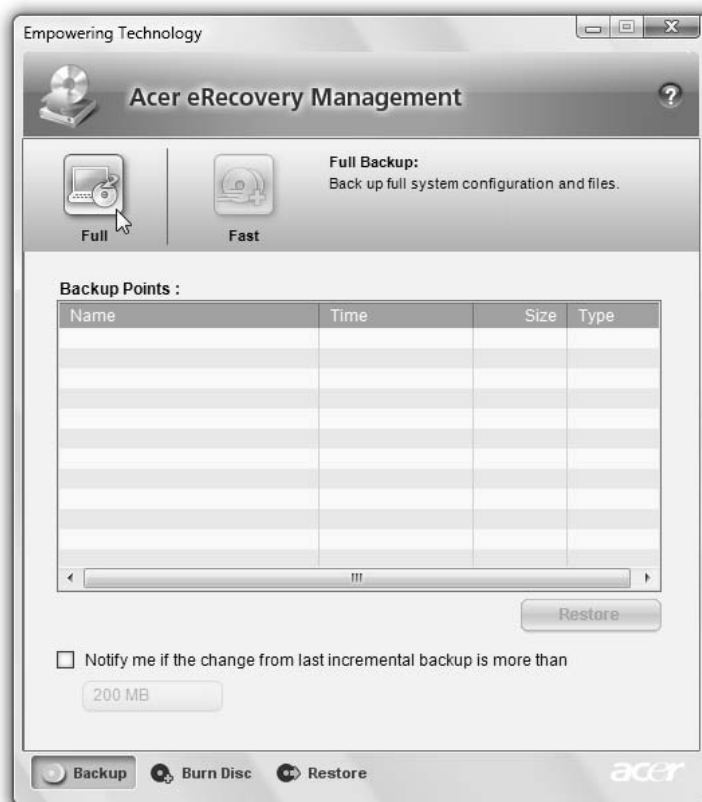 Empowering Technology
Acer eRecovery Management
?
Full
Fast
Full Backup:
Back up full system configuration and files.
Backup Points :
Name Time Size Type
Restore
Notify me if the change from last incremental backup is more than
200 MB
Backup Burn Disc Restore acer